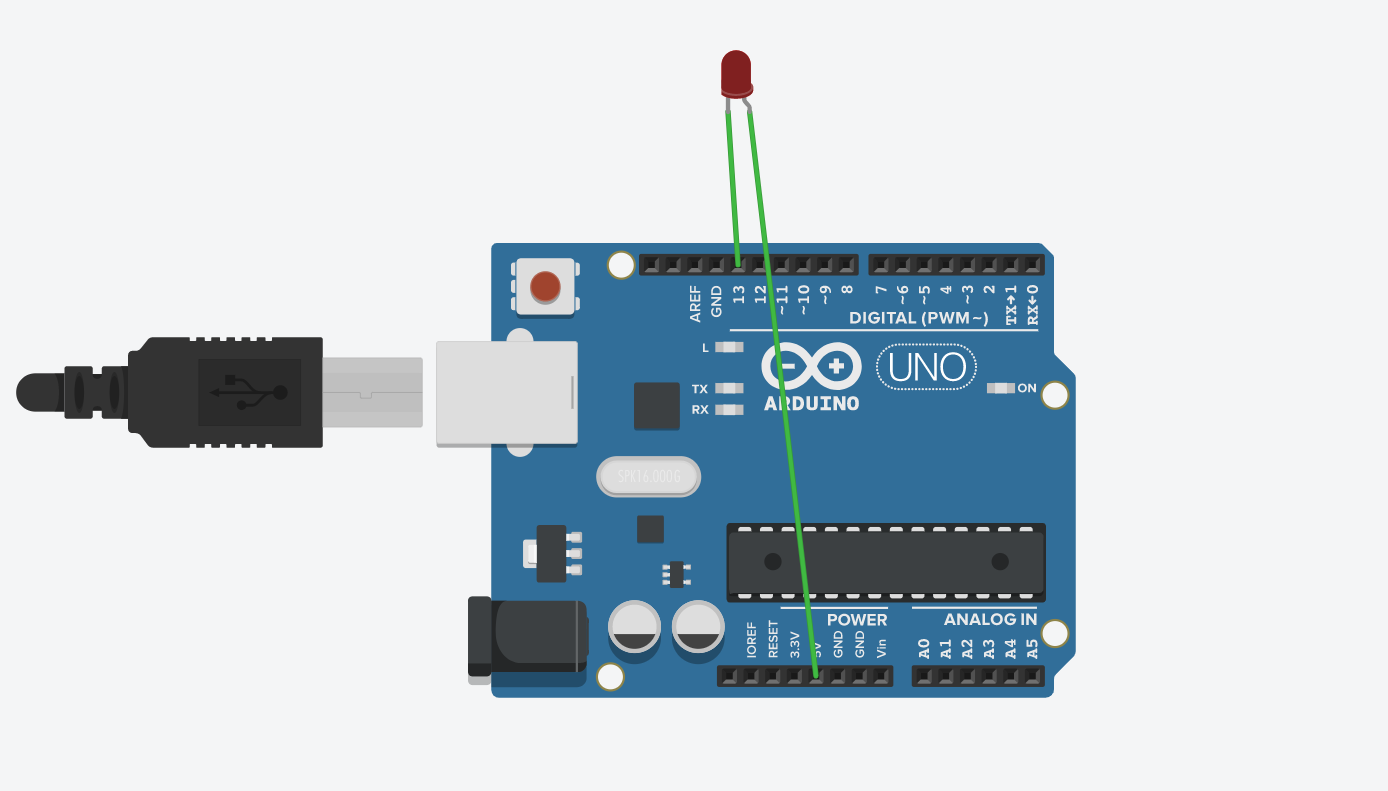 AREF
GND
13
12
~11
~10
~9
8
7
~6
~5
4
~3
2
TX→1
RX←0
DIGITAL (PWM~)
L
TX
RX
ARDUINO
UNO
ON
SPK16.000G
POWER
ANALOG IN
IOREF
RESET
3.3V
5V
GND
GND
Vin
A0
A1
A2
A3
A4
A5